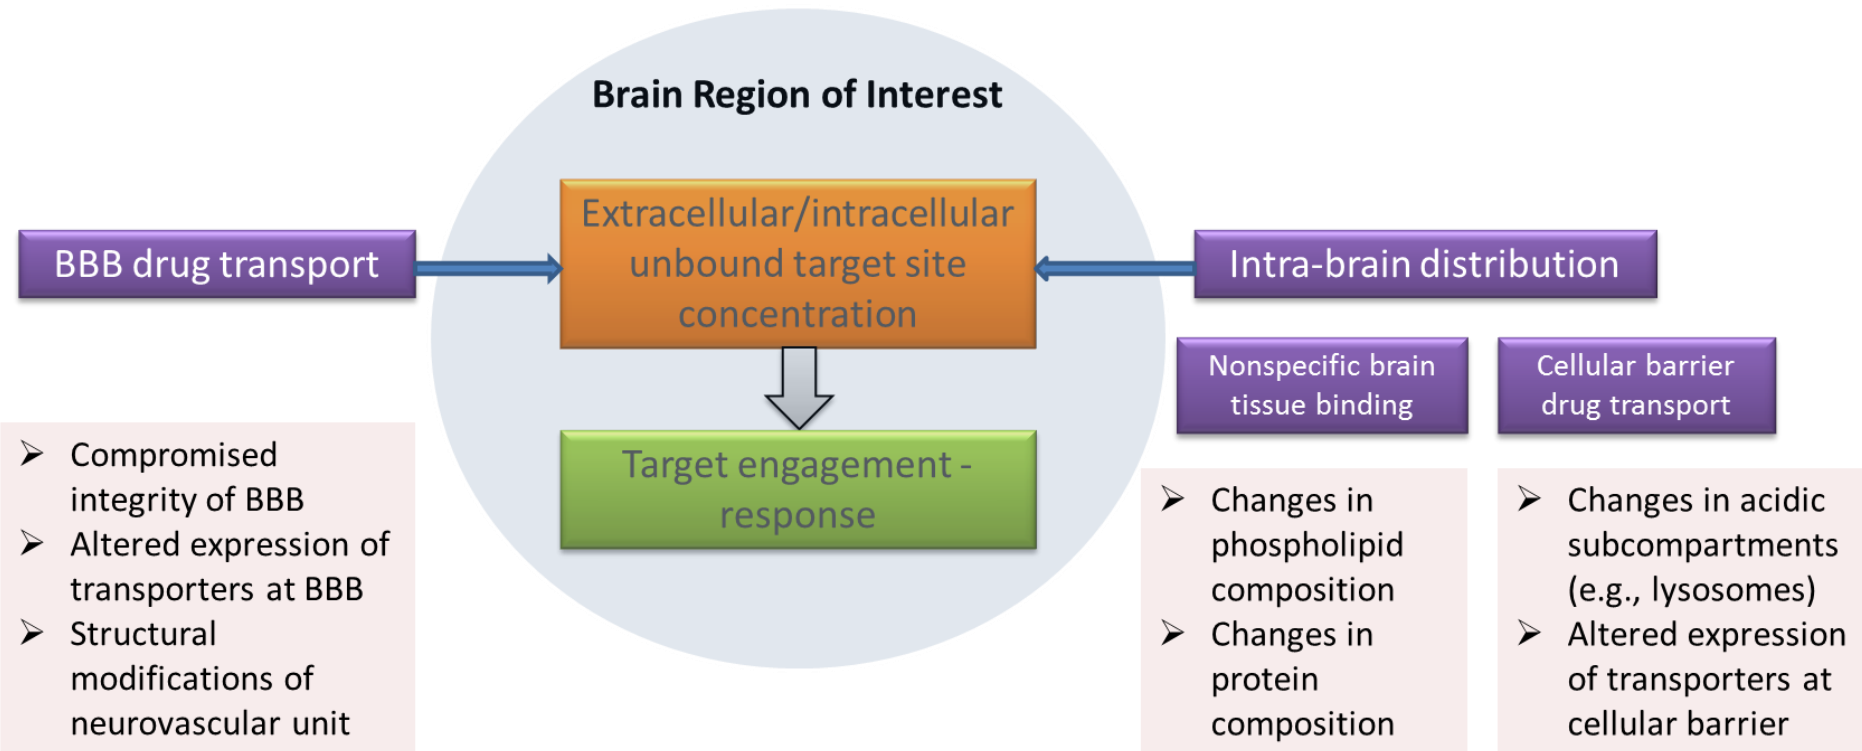 Brain Region of Interest
BBB drug transport
Extracellular/intracellular
unbound target site
concentration
Intra-brain distribution
Nonspecific brain
tissue binding
Cellular barrier
drug transport
Target engagement -
response
➢ Compromised
integrity of BBB
➢ Altered expression of
transporters at BBB
➢ Structural
modifications of
neurovascular unit
➢ Changes in
phospholipid
composition
➢ Changes in
protein
composition
➢ Changes in acidic
subcompartments
(e.g., lysosomes)
➢ Altered expression
of transporters at
cellular barrier